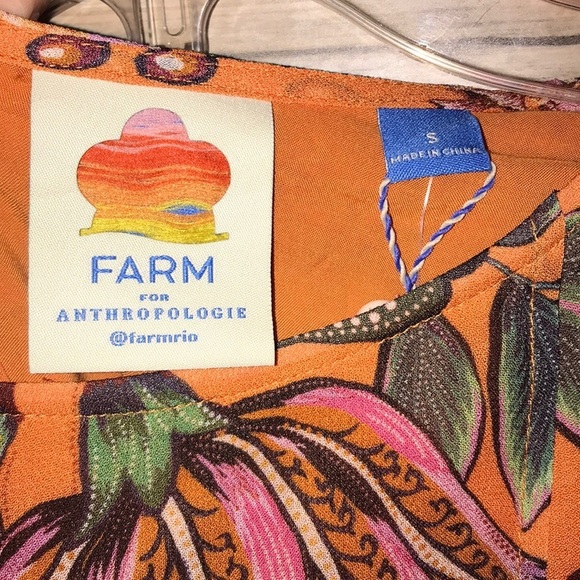 FARM
FOR
ANTHROPOLOGIE
@farmrio
S
MADE IN CHINA